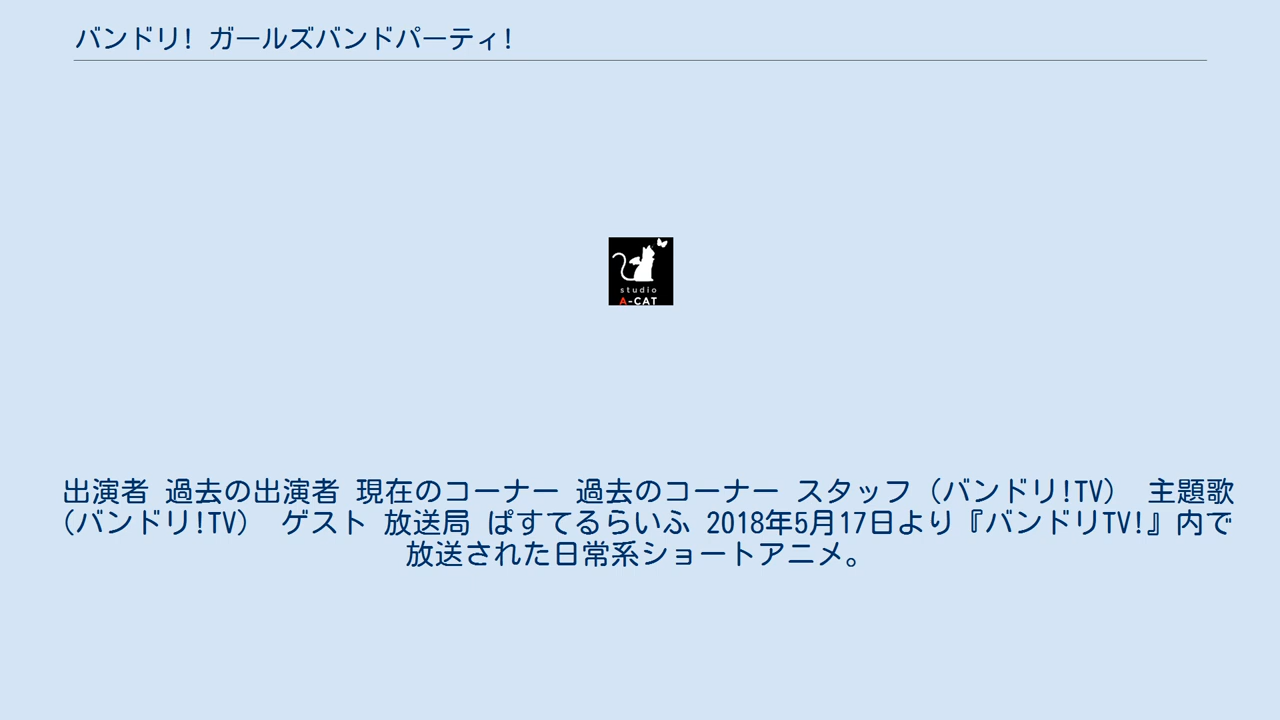 バンドリ! ガールズバンドパーティ!
studio
A-CAT
出演者 過去の出演者 現在のコーナー 過去のコーナー スタッフ（バンドリ!TV） 主題歌
（バンドリ!TV） ゲスト 放送局 ぱすてるらいふ 2018年5月17日より『バンドリTV!』内で
放送された日常系ショートアニメ。